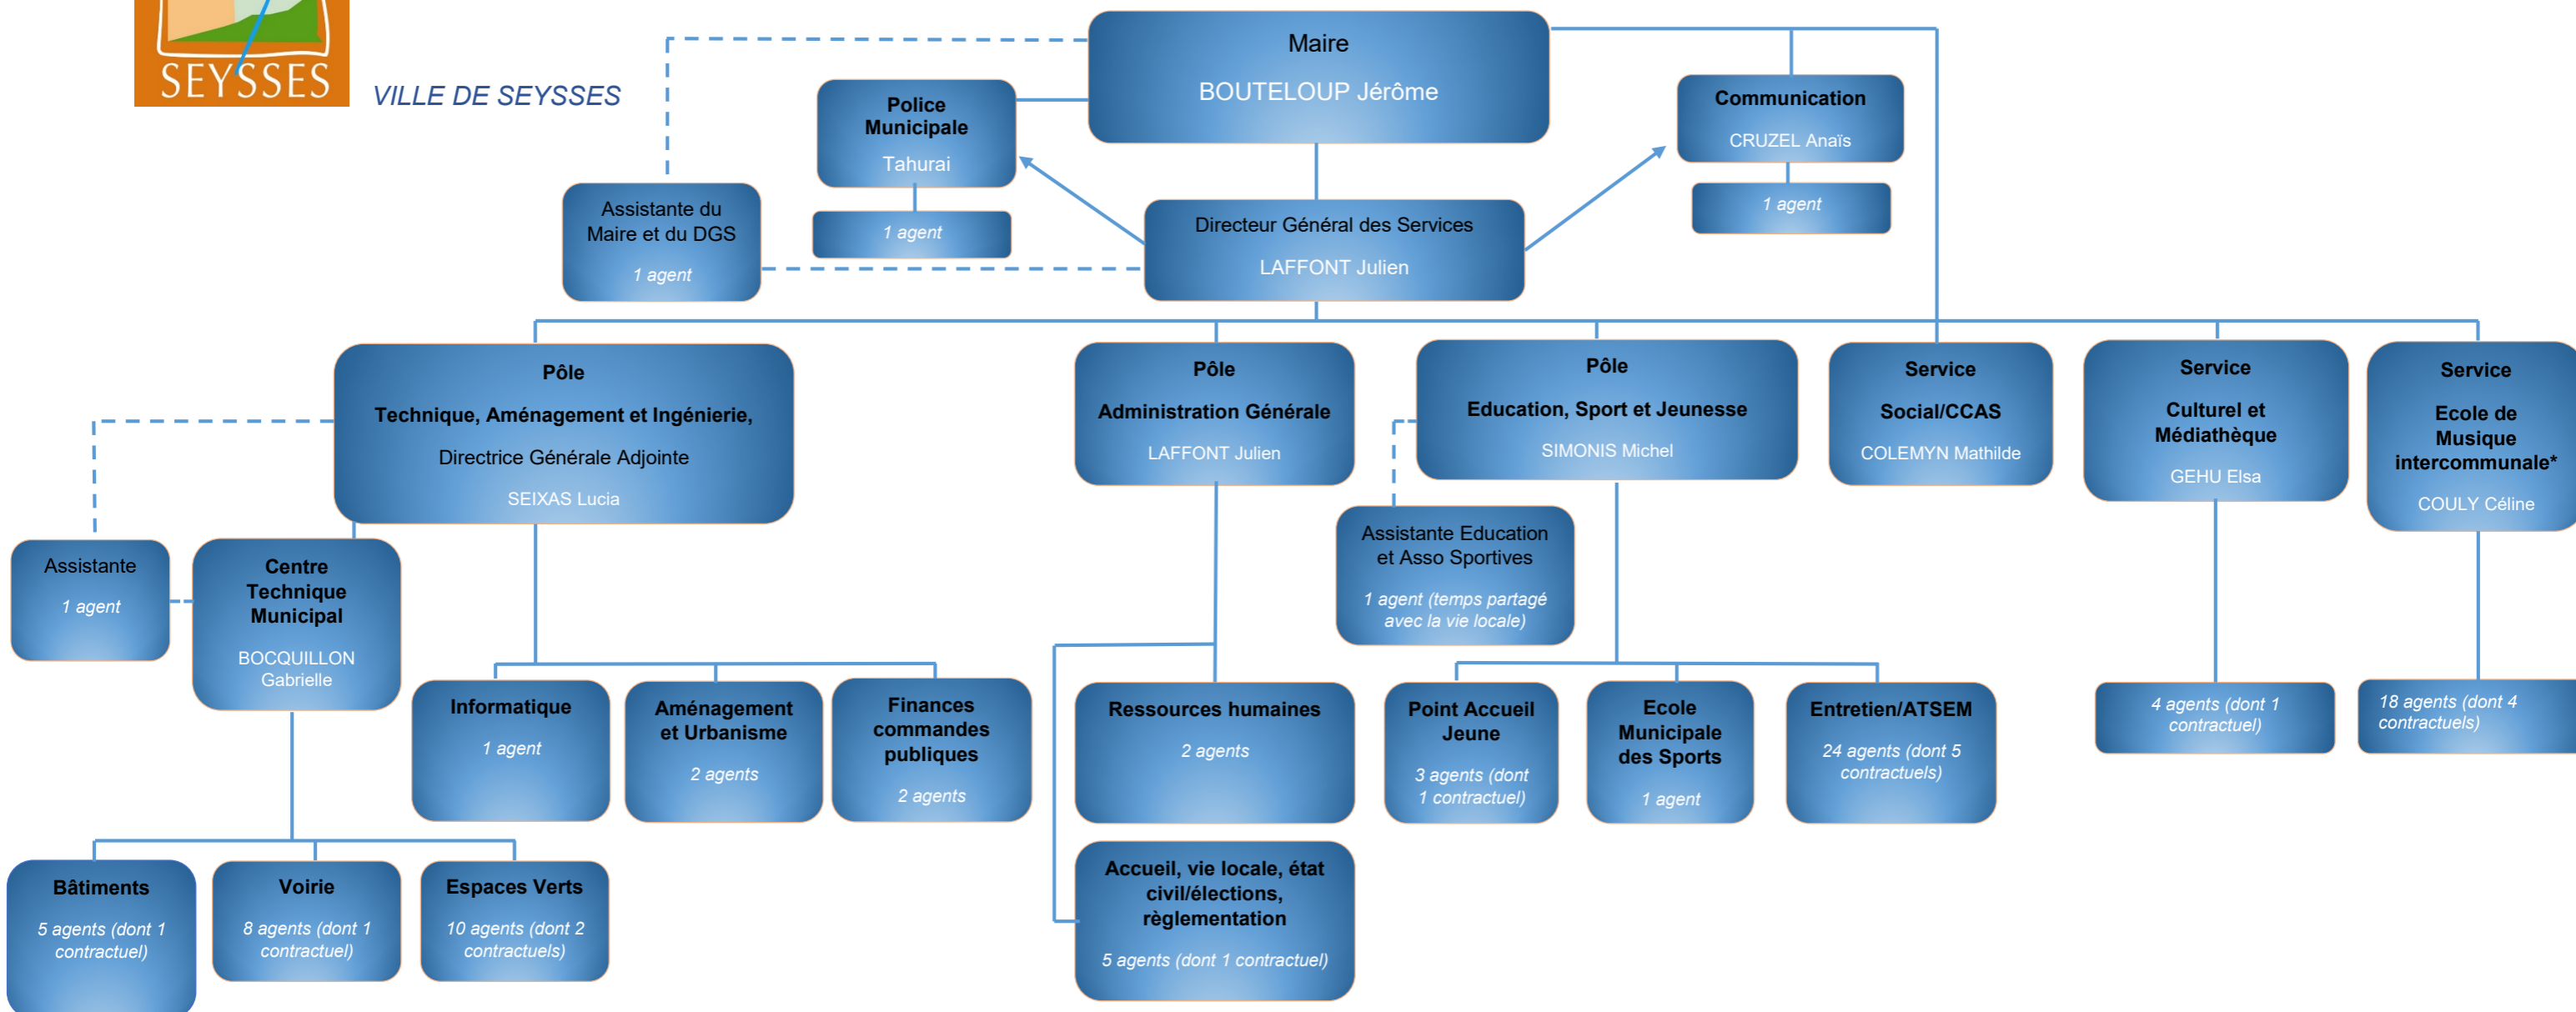 SEYSSES
VILLE DE SEYSSES
Maire
BOUTELOUP Jérôme
Police
Municipale
Tahurai
1 agent
Communication
CRUZEL Anaïs
1 agent
Assistante du
Maire et du DGS
1 agent
Directeur Général des Services
LAFFONT Julien
Pôle
Technique, Aménagement et Ingénierie,
Directrice Générale Adjointe
SEIXAS Lucia
Pôle
Administration Générale
LAFFONT Julien
Pôle
Education, Sport et Jeunesse
SIMONIS Michel
Service
Social/CCAS
COLEMYN Mathilde
Service
Culturel et
Médiathèque
GEHU Elsa
Service
Ecole de
Musique
intercommunale*
COULY Céline
Assistante
1 agent
Centre
Technique
Municipal
BOCQUILLON
Gabrielle
Assistante Education
et Asso Sportives
1 agent (temps partagé
avec la vie locale)
Informatique
1 agent
Aménagement
et Urbanisme
2 agents
Finances
commandes
publiques
2 agents
Ressources humaines
2 agents
Point Accueil
Jeune
3 agents (dont
1 contractuel)
Ecole
Municipale
des Sports
1 agent
Entretien/ATSEM
24 agents (dont 5
contractuels)
4 agents (dont 1
contractuel)
18 agents (dont 4
contractuels)
Bâtiments
5 agents (dont 1
contractuel)
Voirie
8 agents (dont 1
contractuel)
Espaces Verts
10 agents (dont 2
contractuels)
Accueil, vie locale, état
civil/élections,
règlementation
5 agents (dont 1 contractuel)